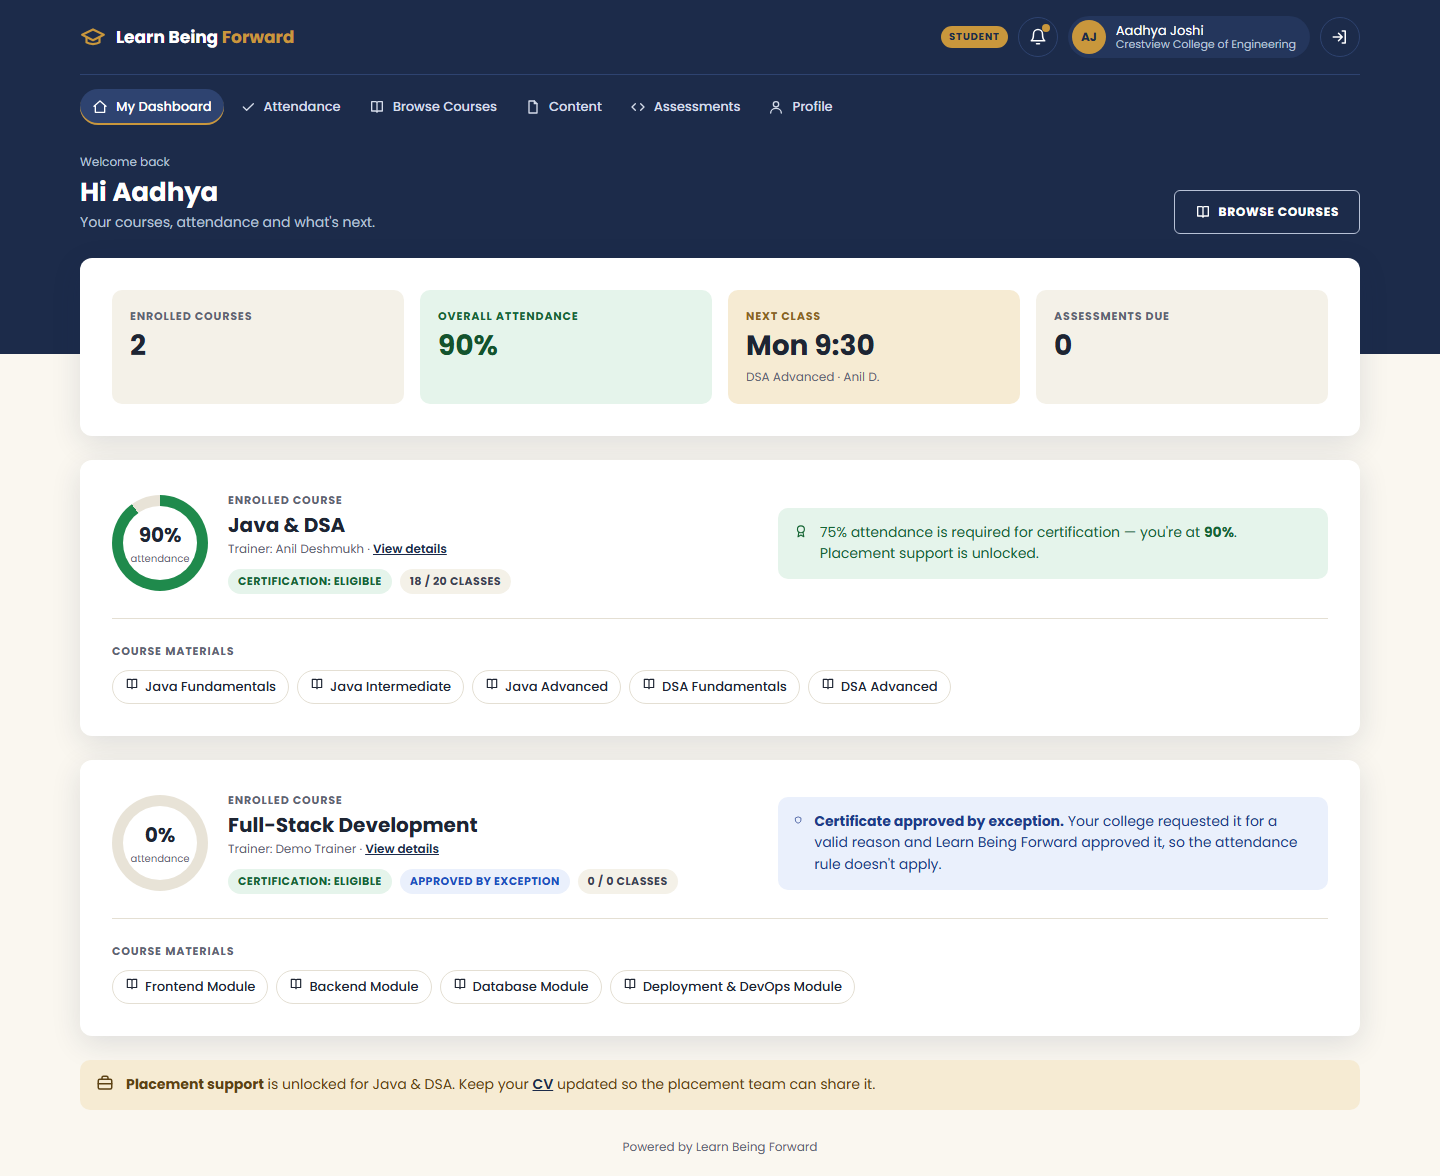 Learn Being Forward
STUDENT
AJ
Aadhya Joshi
Crestview College of Engineering
My Dashboard
Attendance
Browse Courses
Content
Assessments
Profile
Welcome back
Hi Aadhya
Your courses, attendance and what's next.
BROWSE COURSES
ENROLLED COURSES
2
OVERALL ATTENDANCE
90%
NEXT CLASS
Mon 9:30
DSA Advanced · Anil D.
ASSESSMENTS DUE
0
90%
attendance
ENROLLED COURSE
Java & DSA
Trainer: Anil Deshmukh · View details
CERTIFICATION: ELIGIBLE
18 / 20 CLASSES
75% attendance is required for certification — you're at 90%.
Placement support is unlocked.
COURSE MATERIALS
Java Fundamentals
Java Intermediate
Java Advanced
DSA Fundamentals
DSA Advanced
0%
attendance
ENROLLED COURSE
Full-Stack Development
Trainer: Demo Trainer · View details
CERTIFICATION: ELIGIBLE
APPROVED BY EXCEPTION
0 / 0 CLASSES
Certificate approved by exception. Your college requested it for a
valid reason and Learn Being Forward approved it, so the attendance
rule doesn't apply.
COURSE MATERIALS
Frontend Module
Backend Module
Database Module
Deployment & DevOps Module
Placement support is unlocked for Java & DSA. Keep your CV updated so the placement team can share it.
Powered by Learn Being Forward